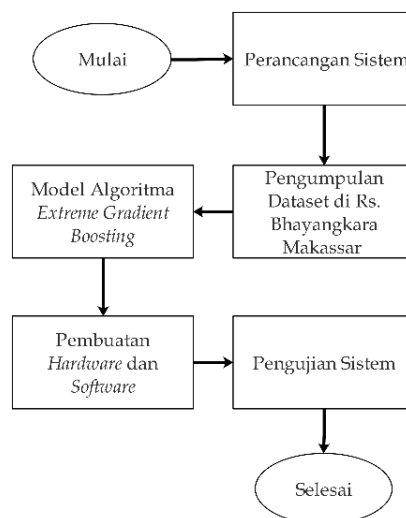 Mulai
Perancangan Sistem
Pengumpulan
Dataset di Rs.
Bhayangkara
Makassar
Model Algoritma
Extreme Gradient
Boosting
Pembuatan
Hardware dan
Software
Pengujian Sistem
Selesai